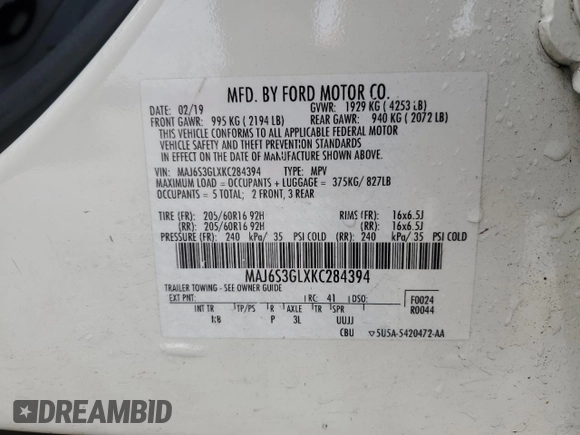 MFD. BY FORD MOTOR CO.
DATE: 02/19 GVWR: 1929 KG ( 4253 LB)
FRONT GAWR: 995 KG ( 2194 LB) REAR GAWR: 940 KG ( 2072 LB)
THIS VEHICLE CONFORMS TO ALL APPLICABLE FEDERAL MOTOR
VEHICLE SAFETY AND THEFT PREVENTION STANDARDS
IN EFFECT ON THE DATE OF MANUFACTURE SHOWN ABOVE.
VIN: MAJ6S3GLXKC284394 TYPE: MPV
MAXIMUM LOAD = OCCUPANTS + LUGGAGE = 375KG/ 827LB
OCCUPANTS = 5 TOTAL; 2 FRONT, 3 REAR
TIRE (FR): 205/60R16 92H RIMS (FR): 16x6.5J
(RR): 205/60R16 92H (RR): 16x6.5J
PRESSURE (FR): 240 kPa/ 35 PSI COLD (RR): 240 kPa/ 35 PSI COLD
MAJ6S3GLXKC284394
TRAILER TOWING - SEE OWNER GUIDE
EXT PNT: RC: 41 DSO: F0024
INT TR TP/PS R AXLE TR SPR R0044
P 3L UUJJ
CBU 5U5A-5420472-AA
DREAMBID